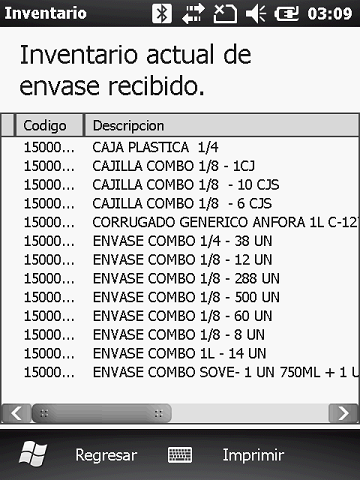 Inventario 03:09
Inventario actual de
envase recibido.
Codigo Descripcion
15000... CAJA PLASTICA 1/4
15000... CAJILLA COMBO 1/8 - 1CJ
15000... CAJILLA COMBO 1/8 - 10 CJS
15000... CAJILLA COMBO 1/8 - 6 CJS
15000... CORRUGADO GENERICO ANFORA 1L C-12
15000... ENVASE COMBO 1/4 - 38 UN
15000... ENVASE COMBO 1/8 - 12 UN
15000... ENVASE COMBO 1/8 - 288 UN
15000... ENVASE COMBO 1/8 - 500 UN
15000... ENVASE COMBO 1/8 - 60 UN
15000... ENVASE COMBO 1/8 - 8 UN
15000... ENVASE COMBO 1L - 14 UN
15000... ENVASE COMBO SOVE- 1 UN 750ML + 1 U
Regresar Imprimir